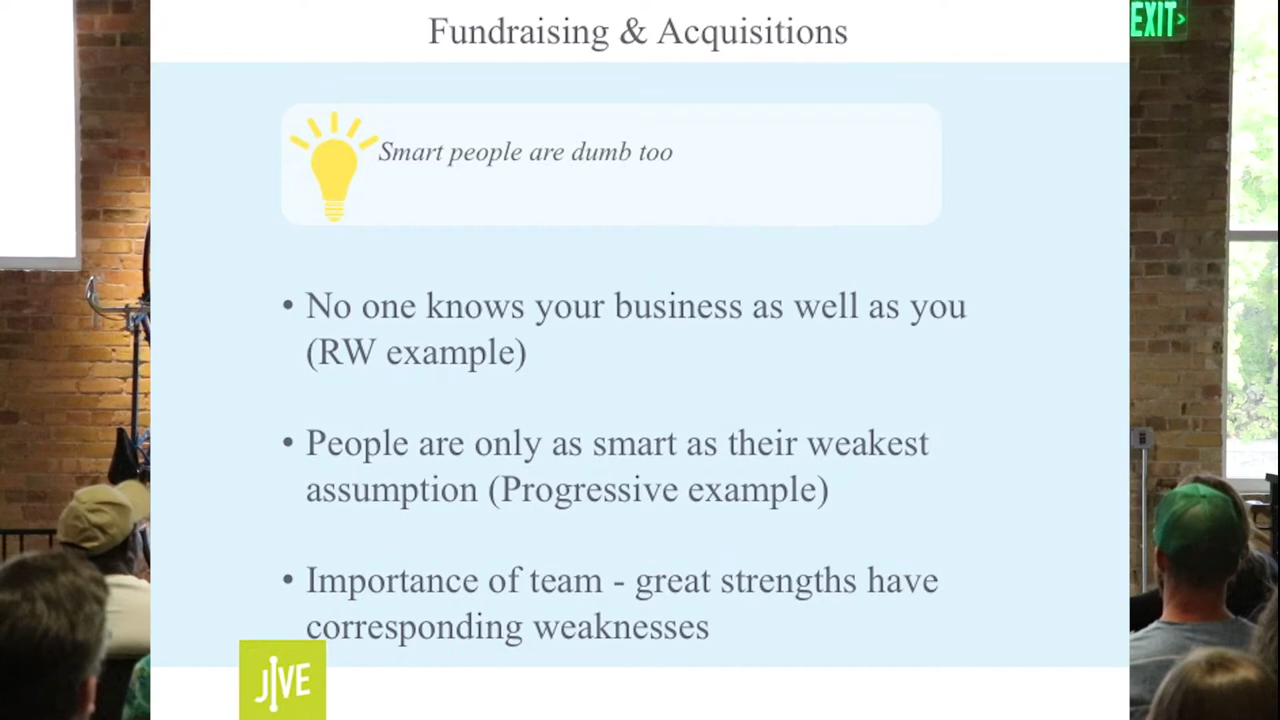 Fundraising & Acquisitions
EXIT>
Smart people are dumb too
• No one knows your business as well as you
(RW example)
• People are only as smart as their weakest
assumption (Progressive example)
• Importance of team - great strengths have
corresponding weaknesses
JIVE